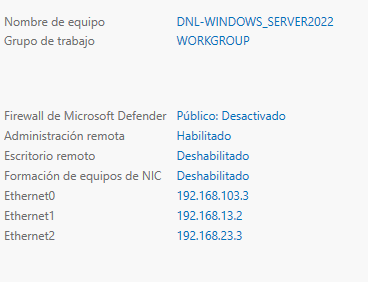 Nombre de equipo DNL-WINDOWS_SERVER2022
Grupo de trabajo WORKGROUP
Firewall de Microsoft Defender Público: Desactivado
Administración remota Habilitado
Escritorio remoto Deshabilitado
Formación de equipos de NIC Deshabilitado
Ethernet0 192.168.103.3
Ethernet1 192.168.13.2
Ethernet2 192.168.23.3